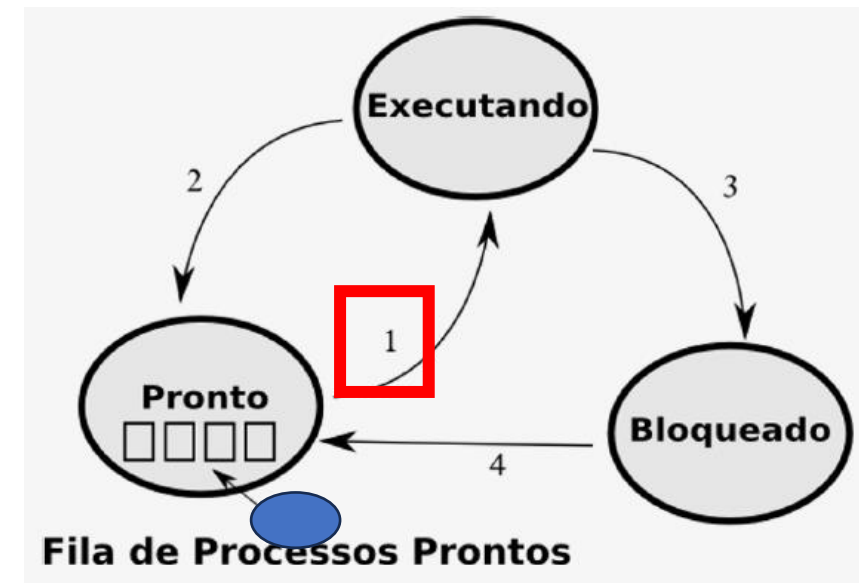 Executando
2
3
1
Pronto
Bloqueado
4
Fila de Processos Prontos